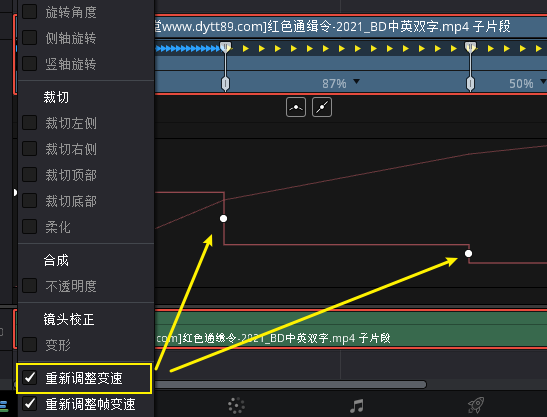 旋转角度
侧轴旋转
竖轴旋转
裁切
裁切左侧
裁切右侧
裁切顶部
裁切底部
柔化
合成
不透明度
镜头校正
变形
重新调整变速
重新调整帧变速
www.dytt89.com]红色通缉令-2021_BD中英双字.mp4 子片段
87%
50%
]红色通缉令-2021_BD中英双字.mp4 子片段